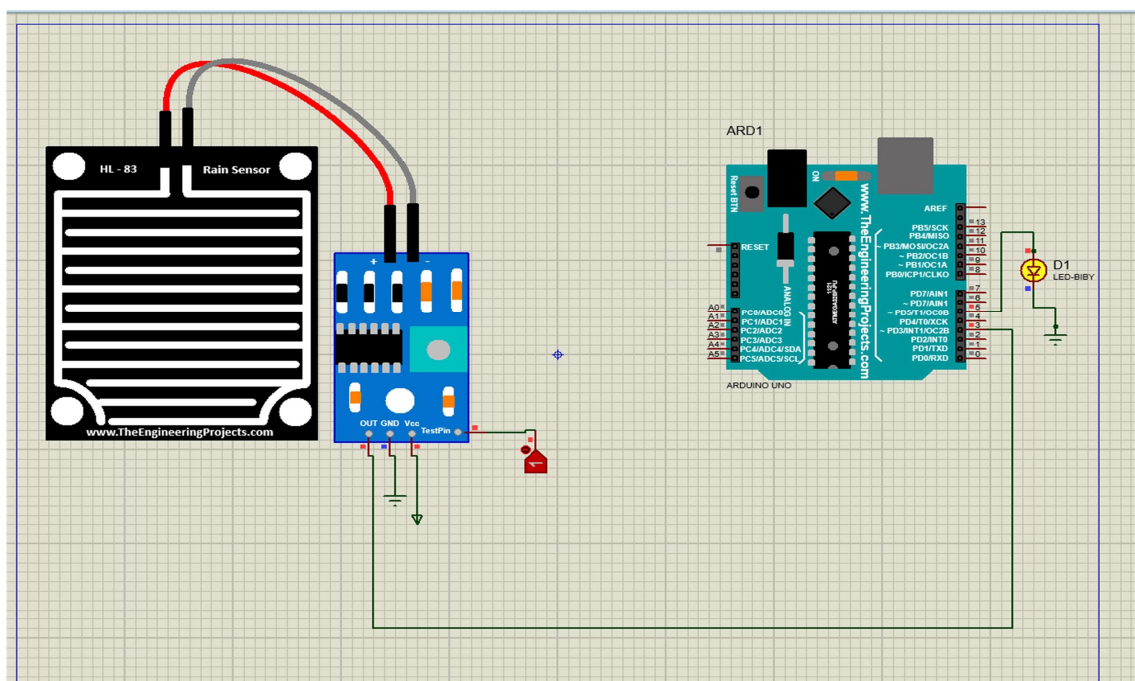 ARD1
HL - 83
Rain Sensor
www.TheEngineeringProjects.com
+
-
OUT GND Vcc
TestPin
1
Reset BTN
ON
www.TheEngineeringProjects.com
RESET
ANALOG IN
A0
A1
A2
A3
A4
A5
PC0/ADC0
PC1/ADC1
PC2/ADC2
PC3/ADC3
PC4/ADC4/SDA
PC5/ADC5/SCL
AREF
PB5/SCK
PB4/MISO
~ PB3/MOSI/OC2A
~ PB2/OC1B
~ PB1/OC1A
PB0/ICP1/CLKO
13
12
11
10
9
8
PD7/AIN1
~ PD7/AIN1
~ PD5/T1/OC0B
PD4/T0/XCK
~ PD3/INT1/OC2B
PD2/INT0
PD1/TXD
PD0/RXD
7
6
5
4
3
2
1
0
ARDUINO UNO
D1
LED-BIBY